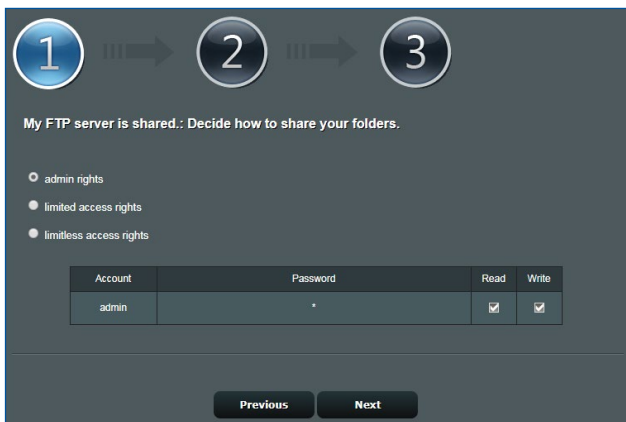 1 2 3
My FTP server is shared.: Decide how to share your folders.
admin rights
limited access rights
limitless access rights
Account Password Read Write
admin *
Previous Next